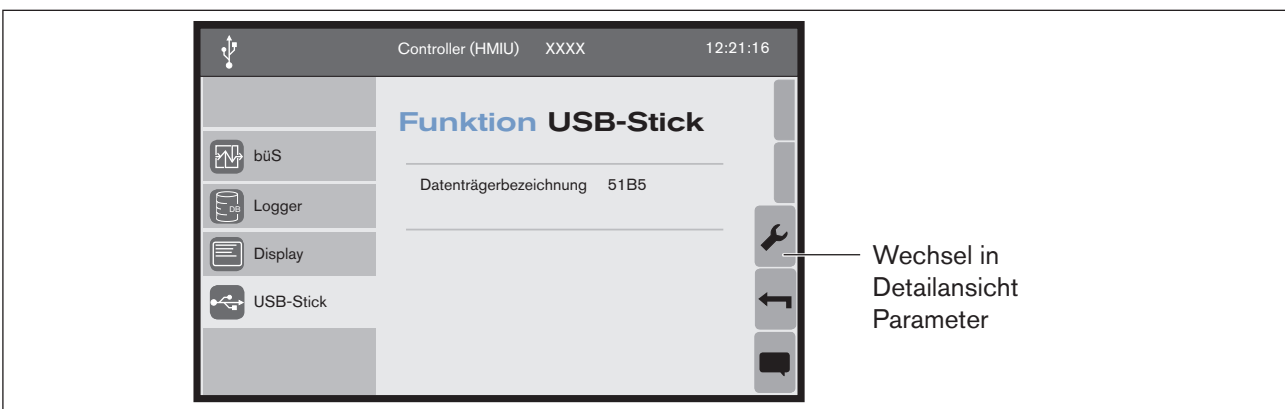 Controller (HMIU) XXXX 12:21:16
Funktion USB-Stick
büS
Datenträgerbezeichnung 51B5
Logger
DB
Display
USB-Stick
Wechsel in
Detailansicht
Parameter